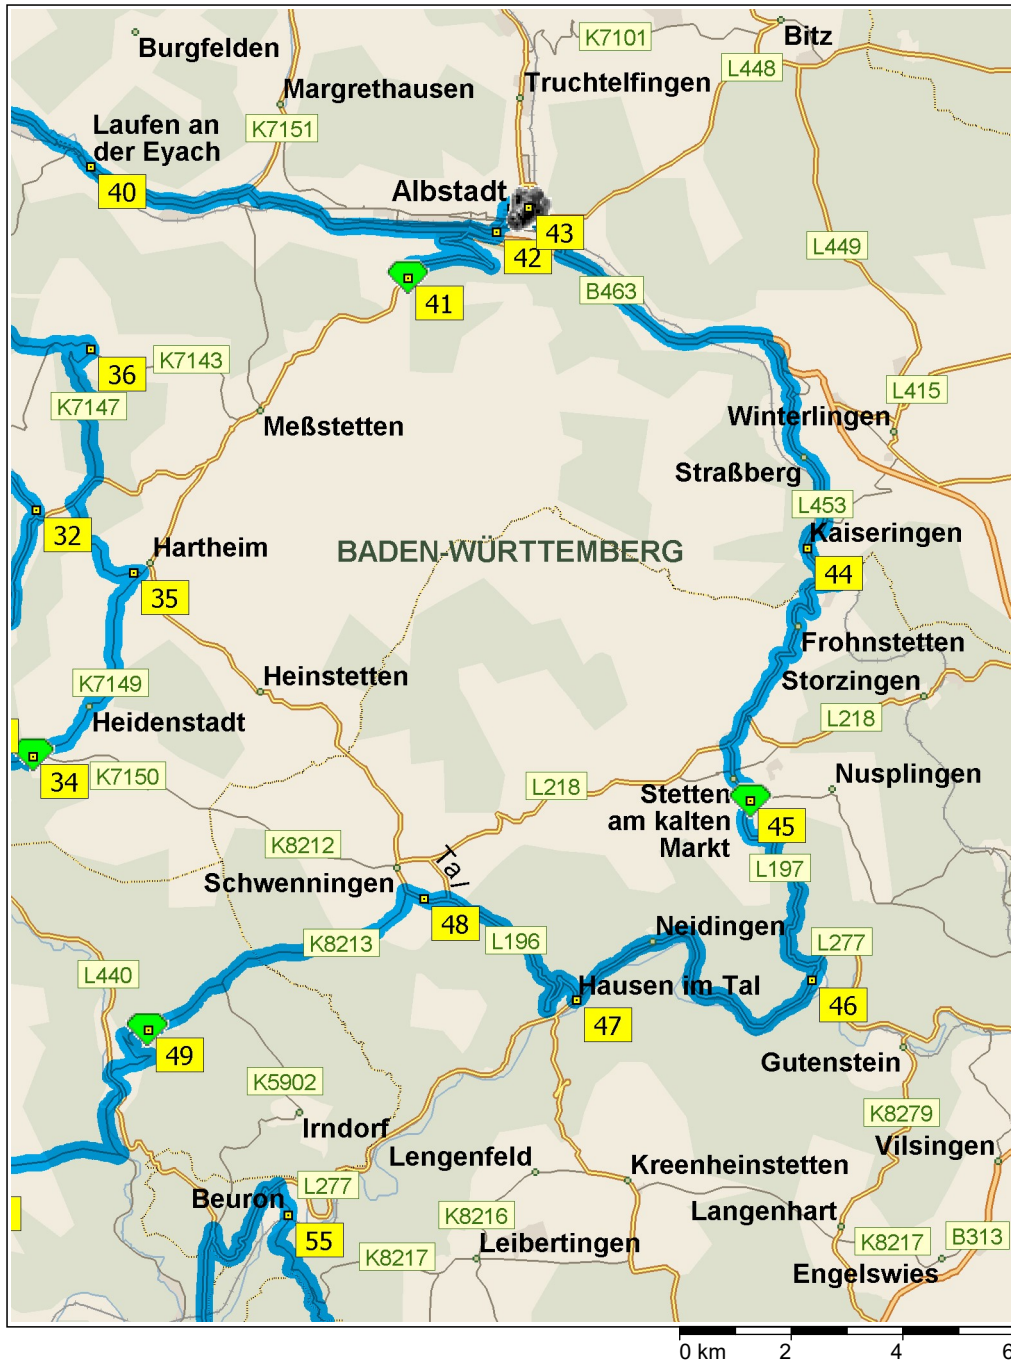 Burgfelden
K7101
Bitz
L448
Margrethausen
Truchtelfingen
Laufen an
der Eyach
K7151
40
Albstadt
43
42
L449
41
B463
36
K7143
K7147
L415
Meßstetten
Winterlingen
Straßberg
L453
32
Hartheim
BADEN-WÜRTTEMBERG
Kaiseringen
44
35
Frohnstetten
Heinstetten
Storzingen
K7149
Heidenstadt
L218
34
K7150
L218
Nusplingen
Stetten
am kalten
Markt
45
K8212
Tal
L197
Schwenningen
48
Neidingen
K8213
L196
L277
L440
Hausen im Tal
46
47
49
Gutenstein
K5902
Irndorf
K8279
Vilsingen
Lengenfeld
Kreenheinstetten
L277
Beuron
K8216
Langenhart
55
Leibertingen
K8217
K8217
B313
Engelswies
0 km 2 4 6